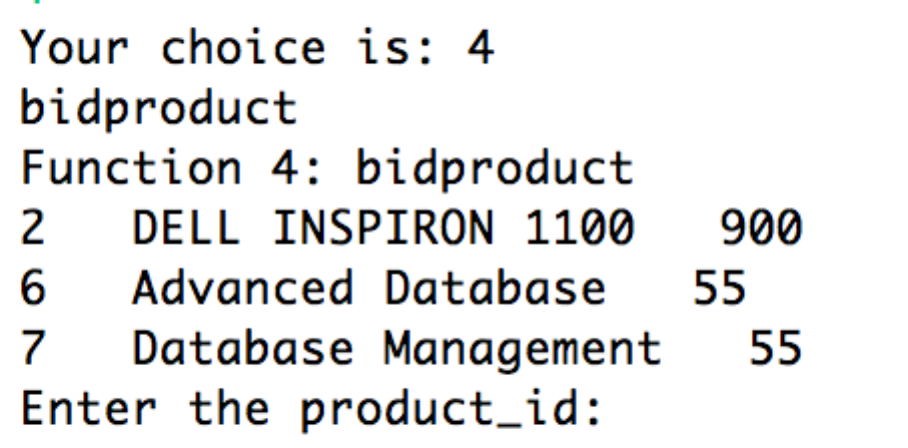 Your choice is: 4
bidproduct
Function 4: bidproduct
2   DELL INSPIRON 1100   900
6   Advanced Database   55
7   Database Management   55
Enter the product_id: